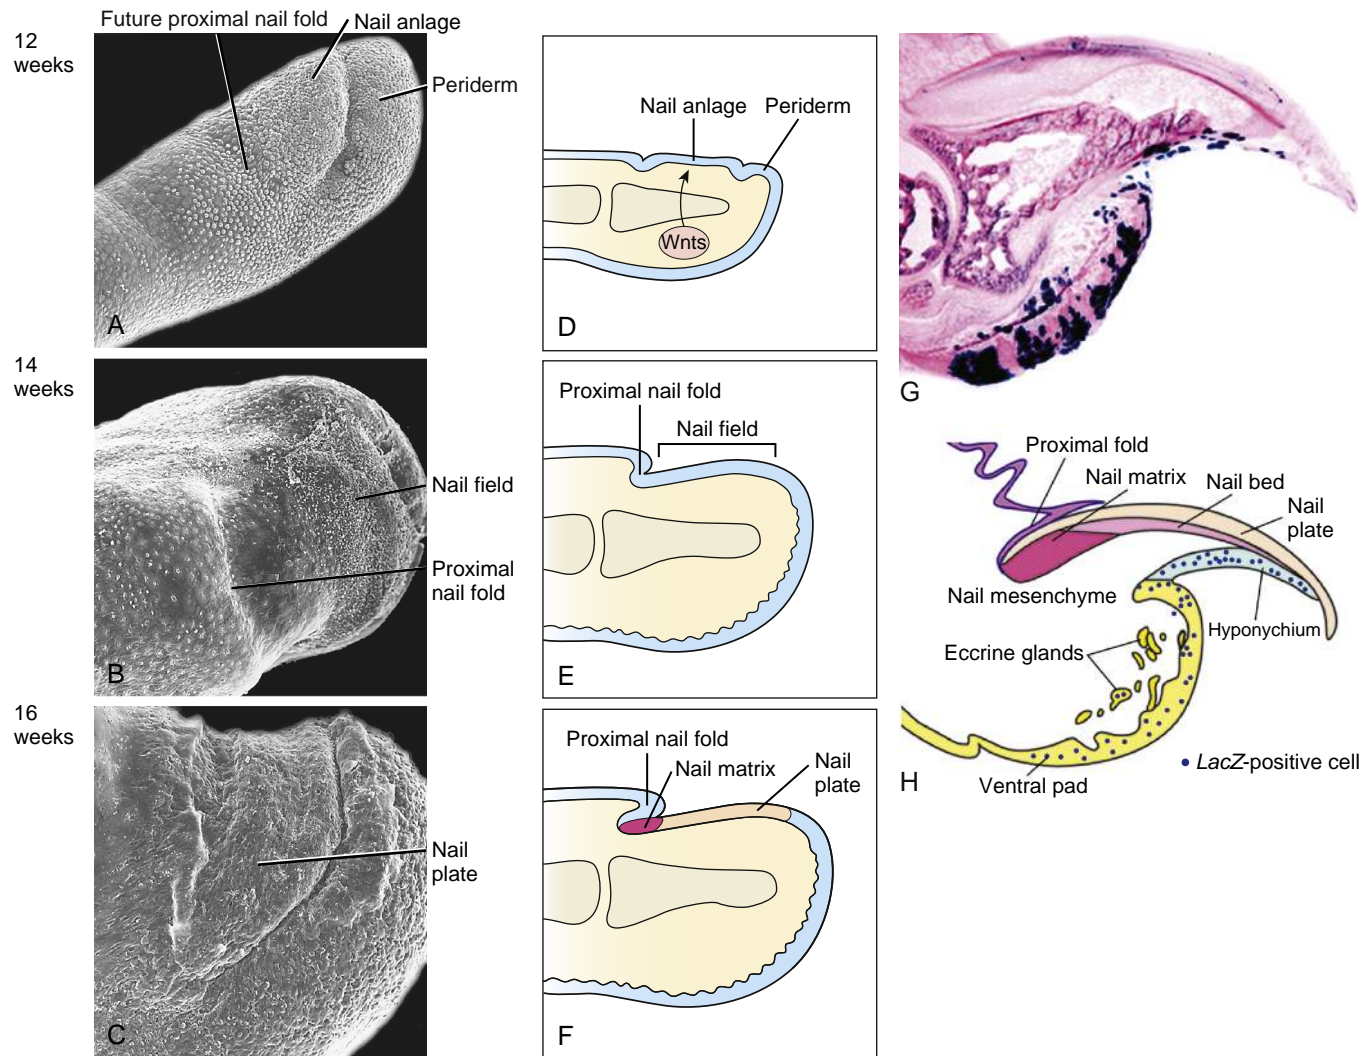 12
weeks
Future proximal nail fold
Nail anlage
Periderm
A
Nail anlage
Periderm
Wnts
D
G
14
weeks
Nail field
Proximal
nail fold
B
Proximal nail fold
Nail field
E
Proximal fold
Nail matrix
Nail bed
Nail
plate
Nail mesenchyme
Hyponychium
Eccrine glands
Ventral pad
LacZ-positive cell
H
16
weeks
Nail
plate
C
Proximal nail fold
Nail matrix
Nail
plate
F